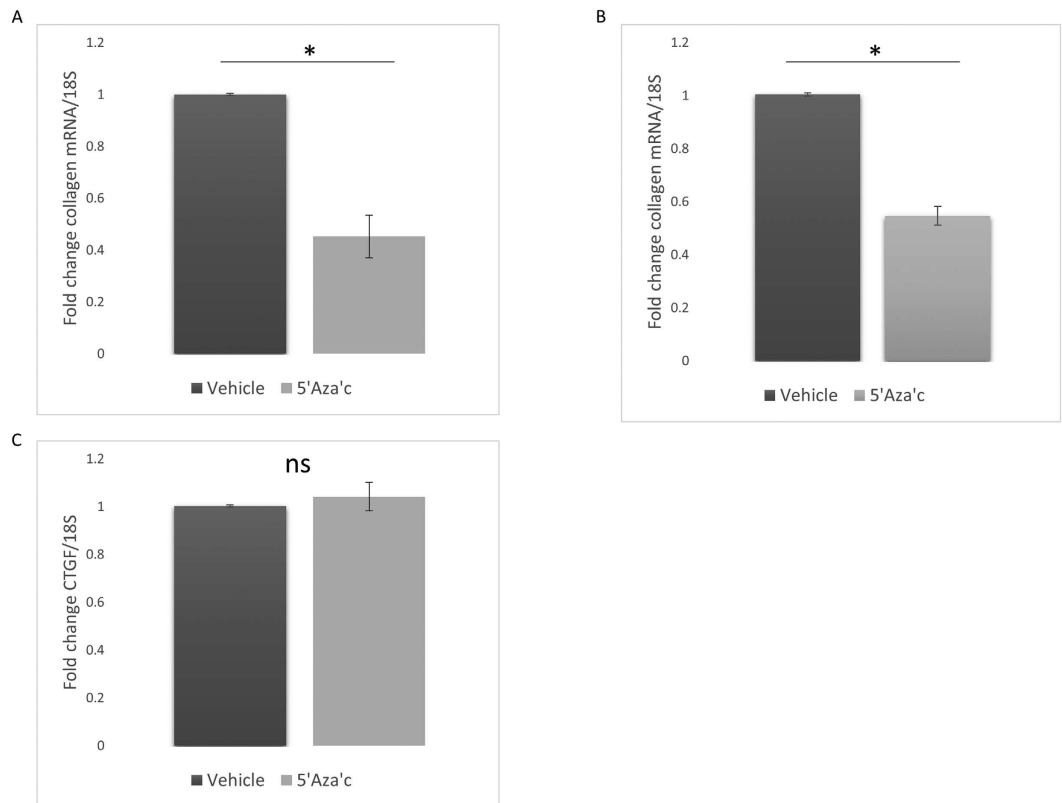 A
Fold change collagen mRNA/18S
1.2
1
0.8
0.6
0.4
0.2
0
*
Vehicle 5'Aza'c
B
Fold change collagen mRNA/18S
1.2
1
0.8
0.6
0.4
0.2
0
*
Vehicle 5'Aza'c
C
Fold change CTGF/18S
1.2
1
0.8
0.6
0.4
0.2
0
ns
Vehicle 5'Aza'c